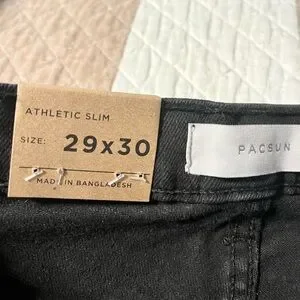 ATHLETIC SLIM
SIZE: 29x30
MADE IN BANGLADESH
PACSUN